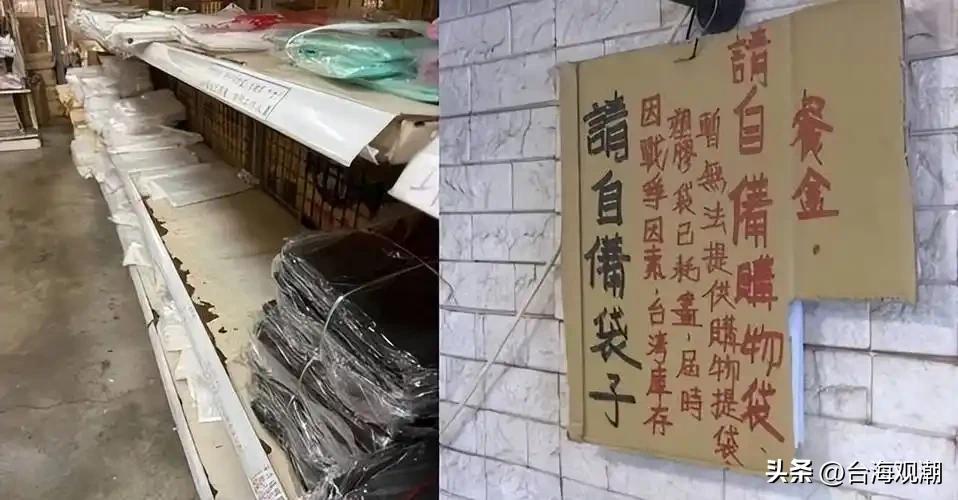 請自備袋子
因戰爭因素，台灣庫存
塑膠袋已耗畫，屆時
暫無法提供購物提袋.
請自備購物袋、
餐金.
头条 @台海观潮